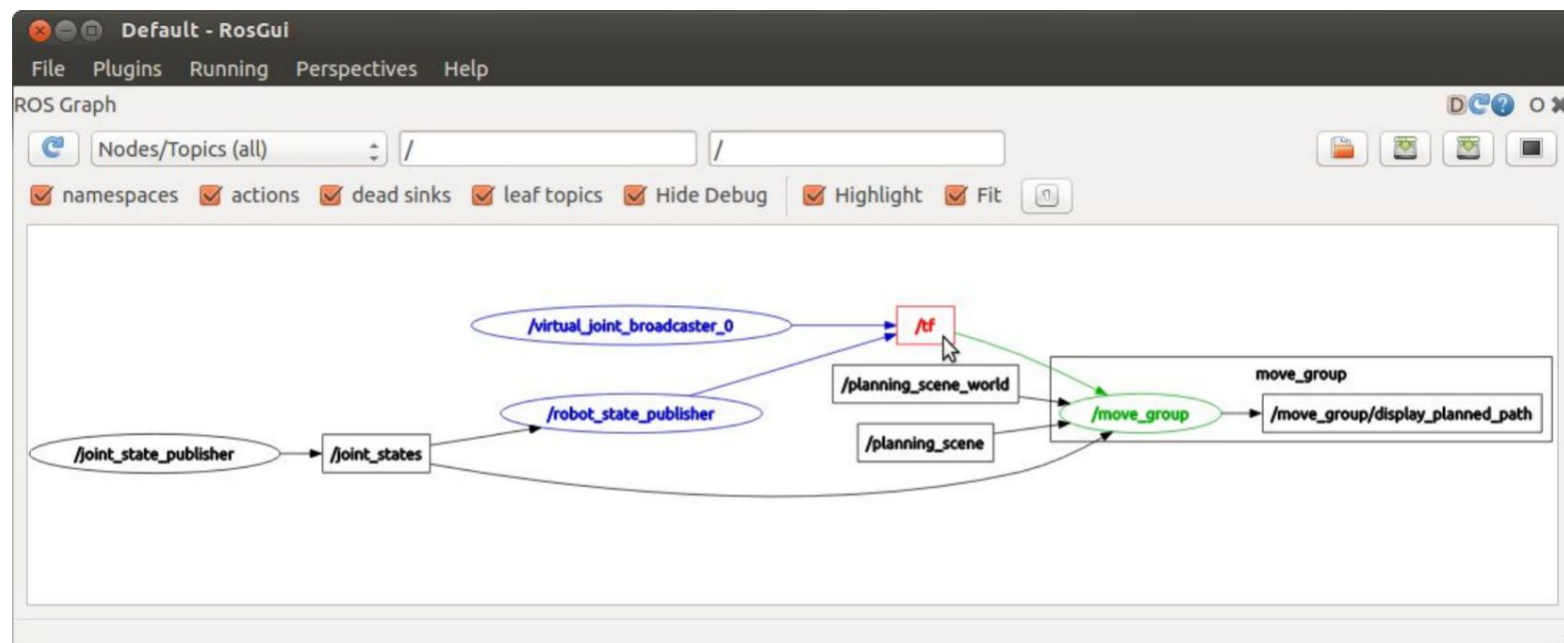 Default - RosGui
File Plugins Running Perspectives Help
ROS Graph
D C ? O ✖
Nodes/Topics (all) / /
namespaces actions dead sinks leaf topics Hide Debug Highlight Fit
/virtual_joint_broadcaster_0 /tf
/planning_scene_world move_group
/robot_state_publisher /move_group /move_group/display_planned_path
/joint_state_publisher /joint_states /planning_scene